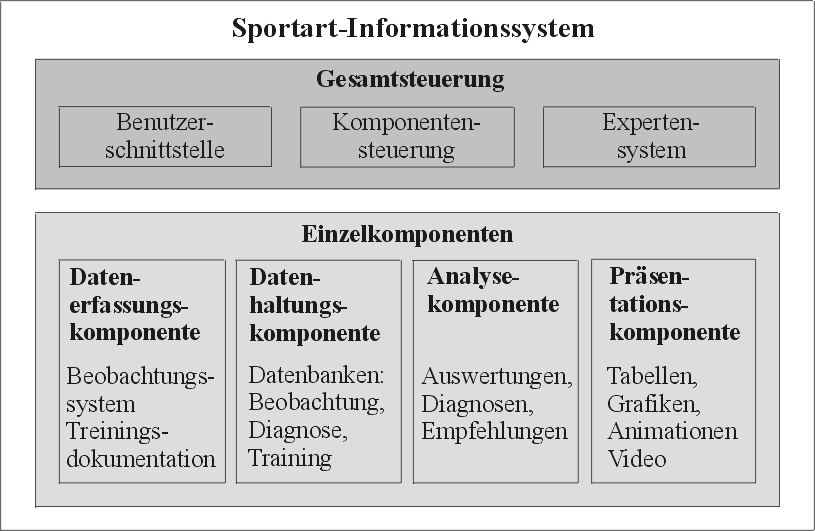 Sportart-Informationssystem
Gesamtsteuerung
Benutzer-
schnittstelle
Komponenten-
steuerung
Experten-
system
Einzelkomponenten
Daten-
erfassungs-
komponente
Beobachtungs-
system
Treinings-
dokumentation
Daten-
haltungs-
komponente
Datenbanken:
Beobachtung,
Diagnose,
Training
Analyse-
komponente
Auswertungen,
Diagnosen,
Empfehlungen
Präsen-
tations-
komponente
Tabellen,
Grafiken,
Animationen
Video